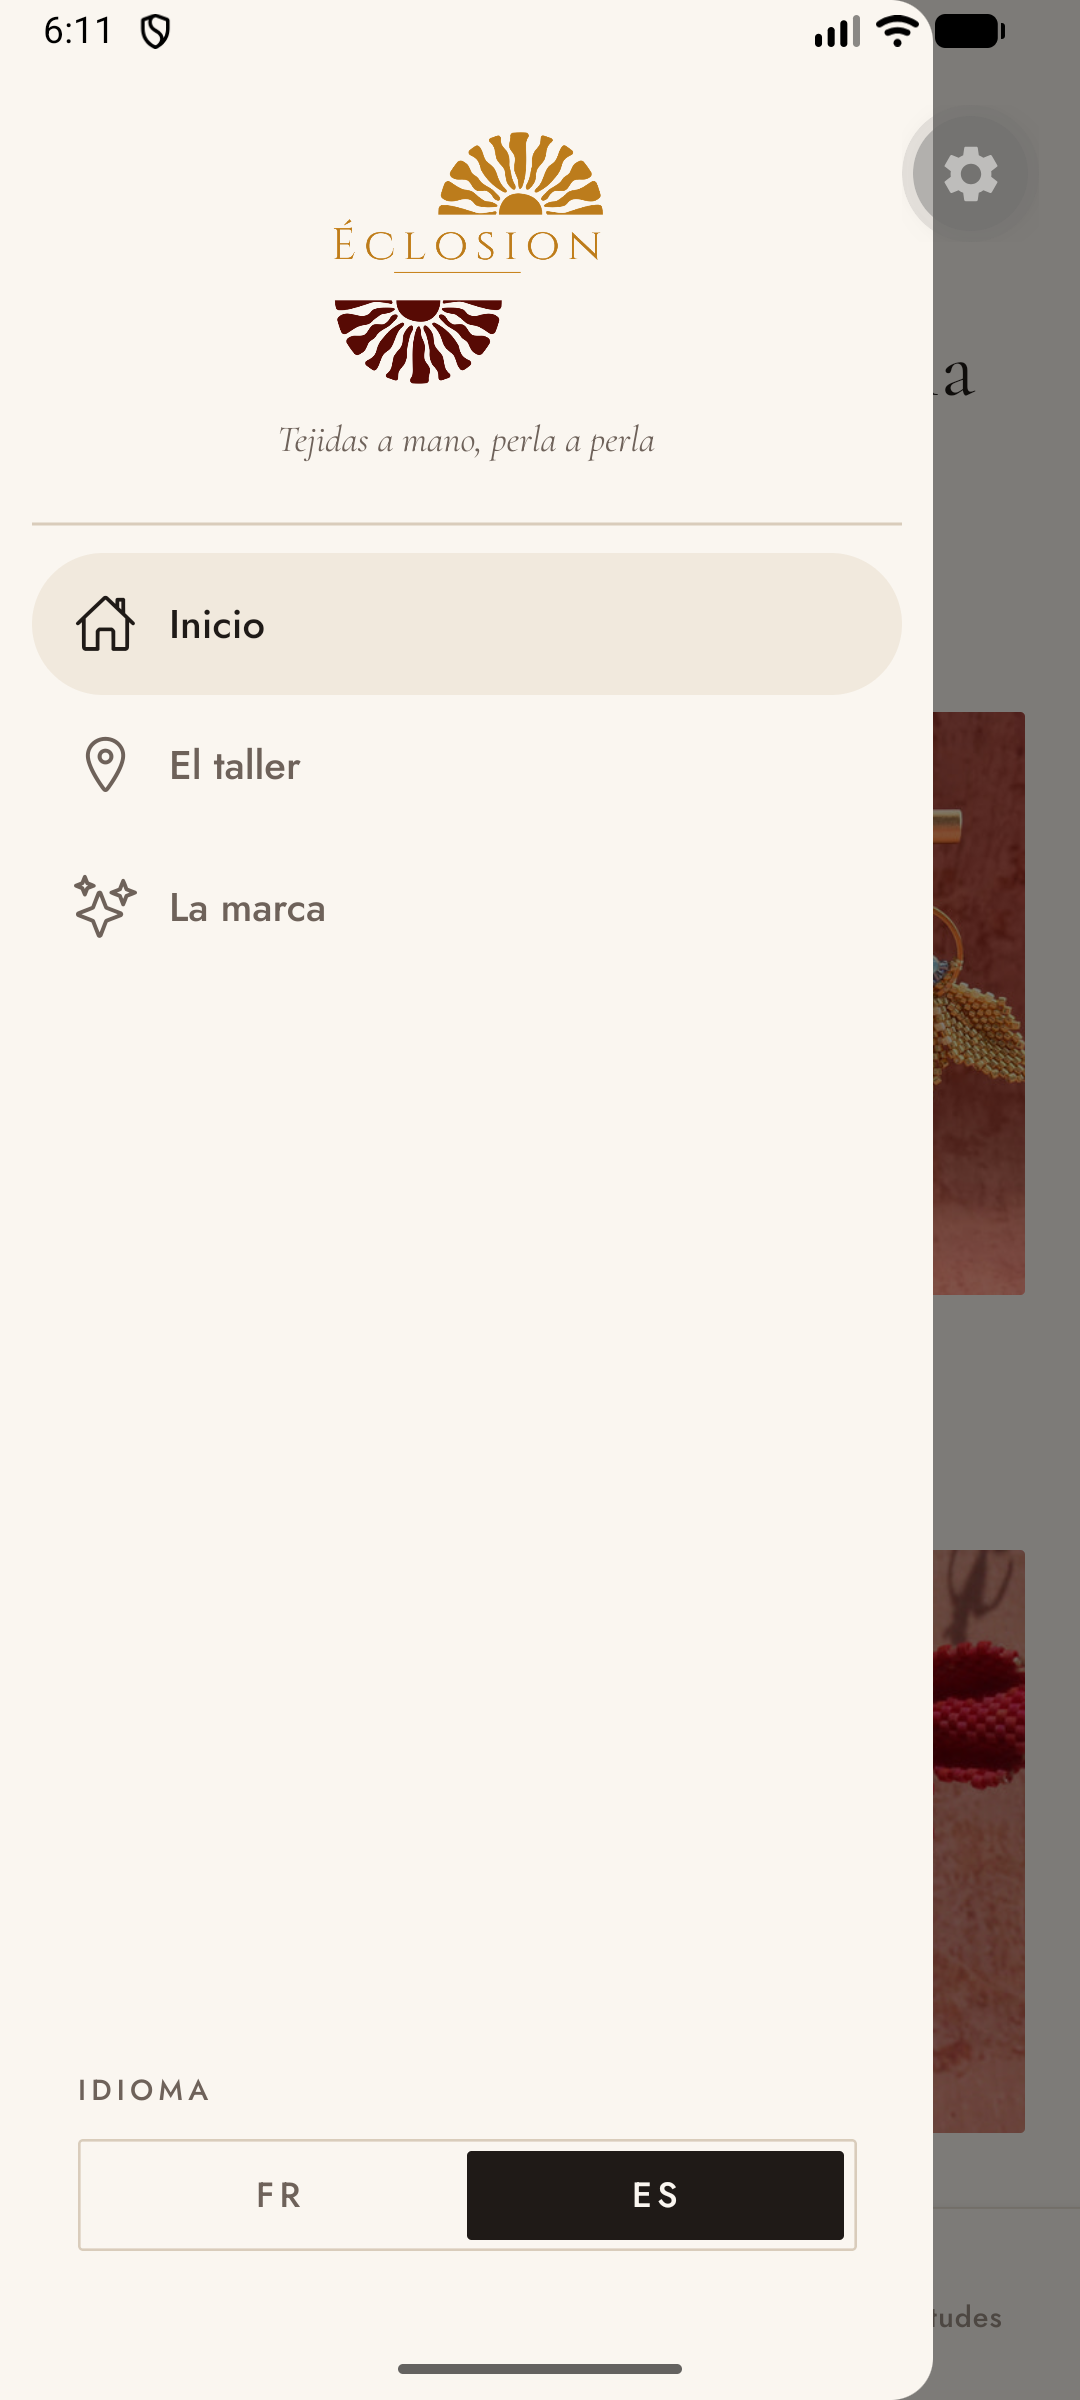 6:11
ÉCLOSION
Tejidas a mano, perla a perla
Inicio
El taller
La marca
IDIOMA
FR
ES